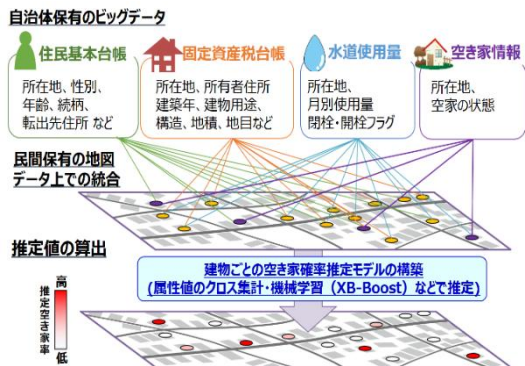 自治体保有のビッグデータ
住民基本台帳
所在地、性別、
年齢、続柄、
転出先住所 など
固定資産税台帳
所在地、所有者住所
建築年、建物用途、
構造、地積、地目など
水道使用量
所在地、
月別使用量
閉栓・開栓フラグ
空き家情報
所在地、
空家の状態
民間保有の地図
データ上での統合
推定値の算出
建物ごとの空き家確率推定モデルの構築
(属性値のクロス集計・機械学習（XB-Boost）などで推定)
高
推定空き家率
低